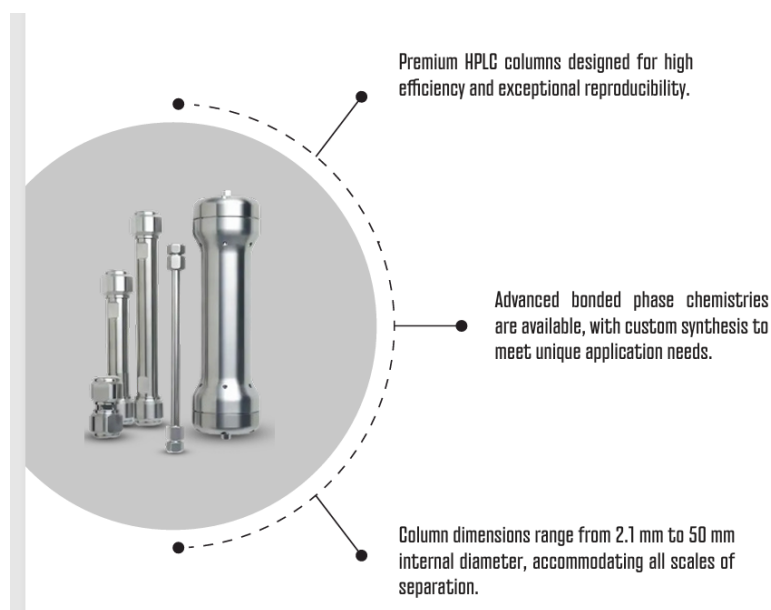 Premium HPLC columns designed for high
efficiency and exceptional reproducibility.
Advanced bonded phase chemistries
are available, with custom synthesis to
meet unique application needs.
Column dimensions range from 2.1 mm to 50 mm
internal diameter, accommodating all scales of
separation.